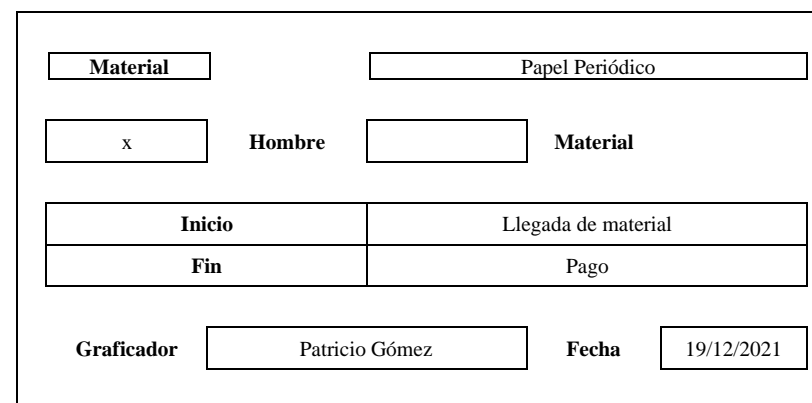 Material Papel Periódico
x Hombre Material
Inicio Llegada de material
Fin Pago
Graficador Patricio Gómez Fecha 19/12/2021